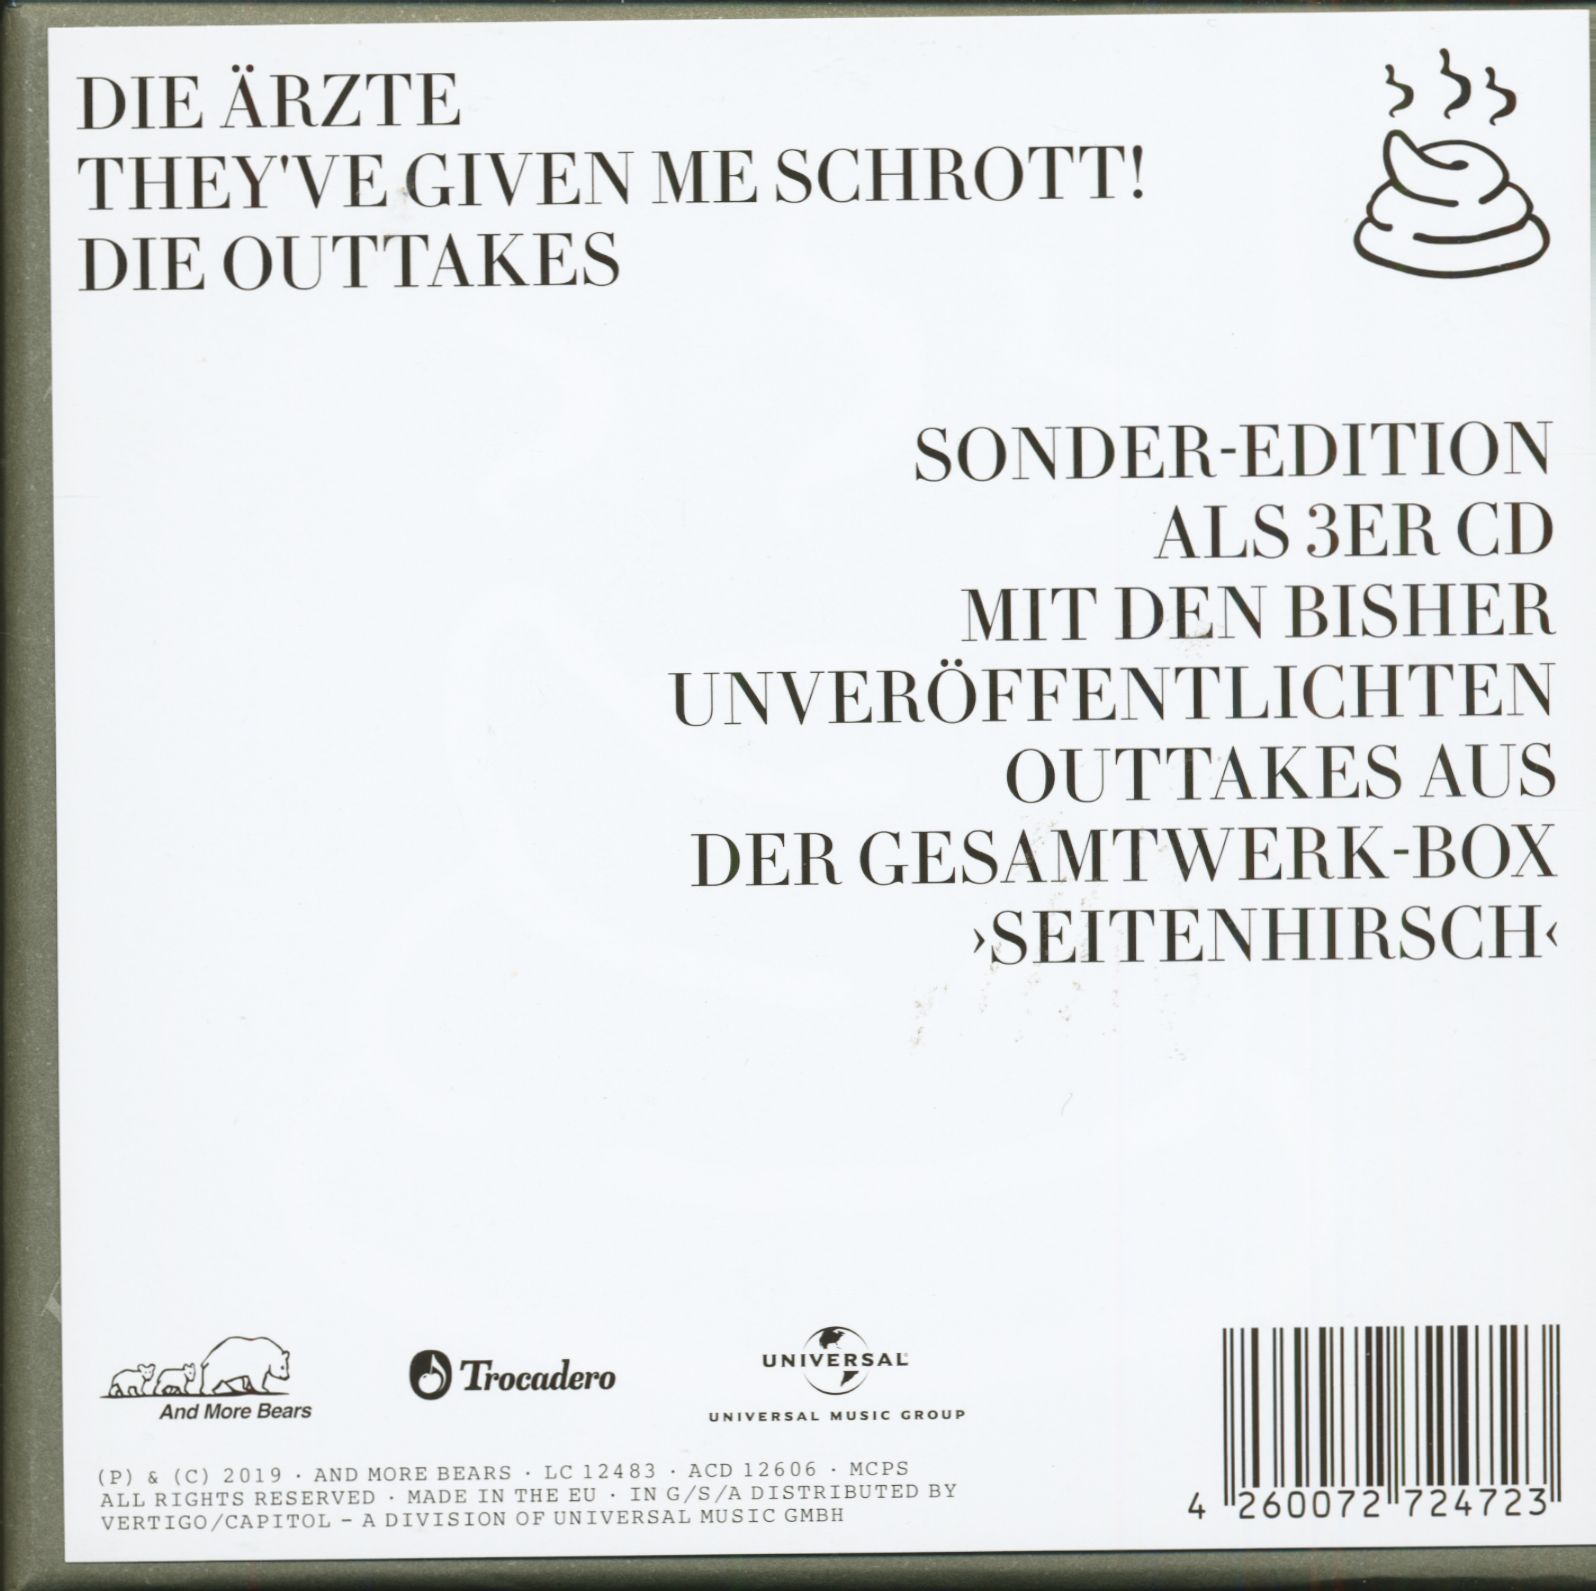 DIE ÄRZTE
THEY'VE GIVEN ME SCHROTT!
DIE OUTTAKES
SONDER-EDITION
ALS 3ER CD
MIT DEN BISHER
UNVERÖFFENTLICHTEN
OUTTAKES AUS
DER GESAMTWERK-BOX
›SEITENHIRSCH‹
And More Bears
Trocadero
UNIVERSAL
UNIVERSAL MUSIC GROUP
(P) & (C) 2019 · AND MORE BEARS · LC 12483 · ACD 12606 · MCPS
ALL RIGHTS RESERVED · MADE IN THE EU · IN G/S/A DISTRIBUTED BY
VERTIGO/CAPITOL – A DIVISION OF UNIVERSAL MUSIC GMBH
4 260072 724723